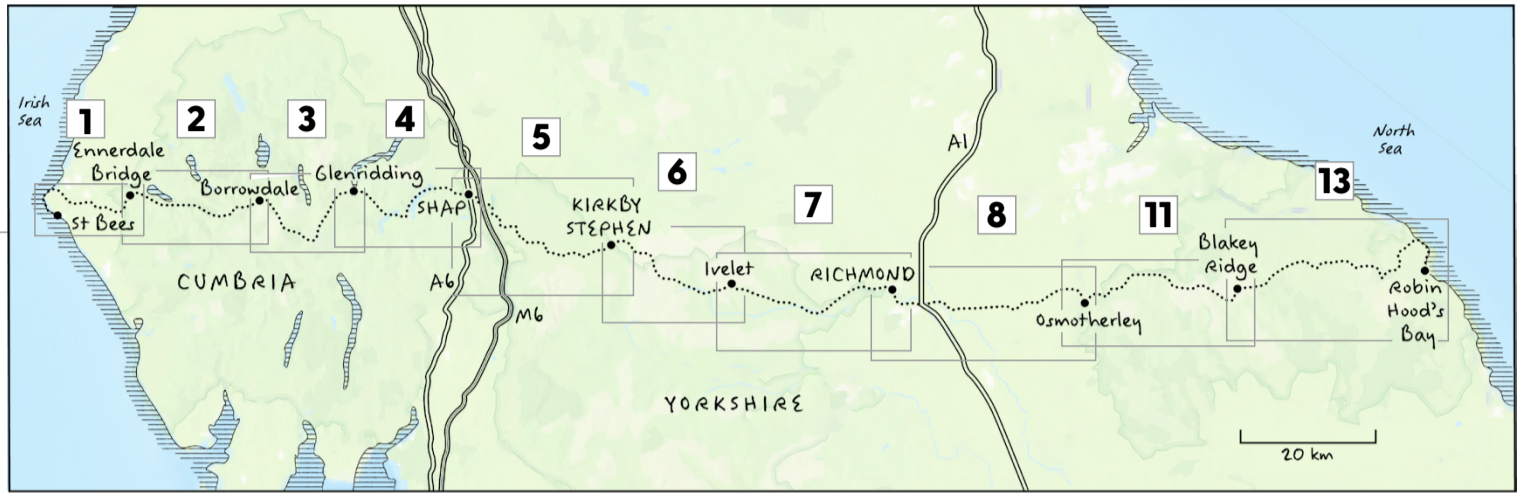 Irish
Sea
1
2
3
4
5
6
7
8
11
13
A1
North
Sea
Ennerdale
Bridge
St Bees
Borrowdale
Glenridding
SHAP
KIRKBY
STEPHEN
Ivelet
RICHMOND
Blakey
Ridge
Osmotherley
Robin
Hood's
Bay
CUMBRIA
A6
M6
YORKSHIRE
20 km